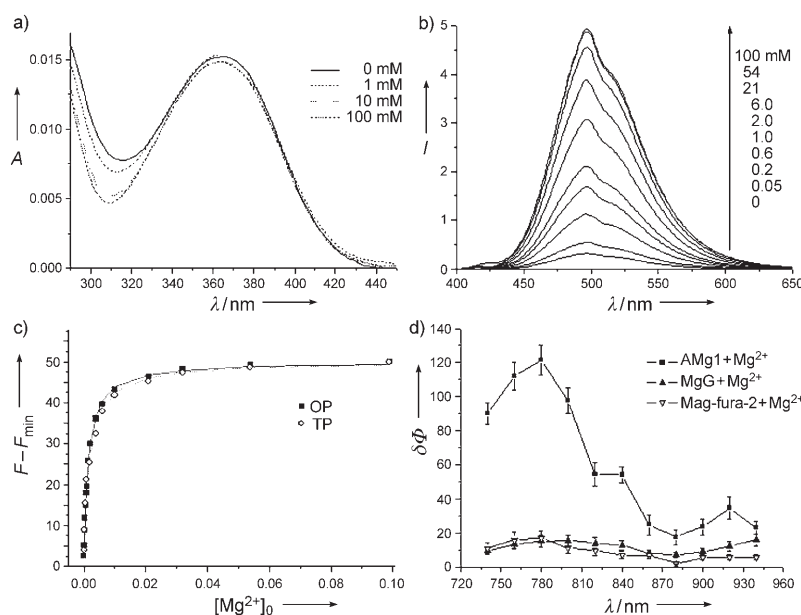 a)
0.015
0.010
0.005
0.000
A
0 mM
1 mM
10 mM
100 mM
300 320 340 360 380 400 420 440
λ/nm
b)
5
4
3
2
1
0
I
100 mM
54
21
6.0
2.0
1.0
0.6
0.2
0.05
0
400 450 500 550 600 650
λ/nm
c)
60
50
40
30
20
10
0
F–Fmin
OP
TP
0.00 0.02 0.04 0.06 0.08 0.10
[Mg2+]0
d)
140
120
100
80
60
40
20
0
δΦ
AMg1+Mg2+
MgG+Mg2+
Mag-fura-2+Mg2+
720 750 780 810 840 870 900 930 960
λ/nm